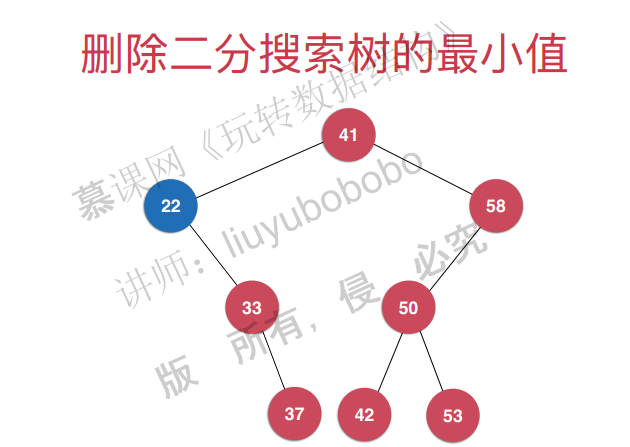 删除二分搜索树的最小值
慕课网《玩转数据结构》
41
22
58
讲师：liuyubobobo
33
50
版 所有，侵 必究
37
42
53